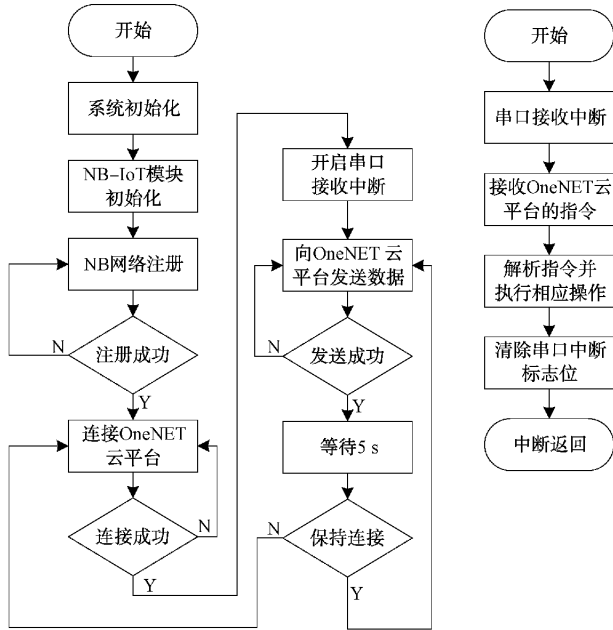 开始
系统初始化
NB-IoT模块
初始化
NB网络注册
N
注册成功
Y
连接OneNET
云平台
N
连接成功
Y
开启串口
接收中断
向OneNET 云
平台发送数据
N
发送成功
Y
等待5 s
N
保持连接
Y
开始
串口接收中断
接收OneNET云
平台的指令
解析指令并
执行相应操作
清除串口中断
标志位
中断返回